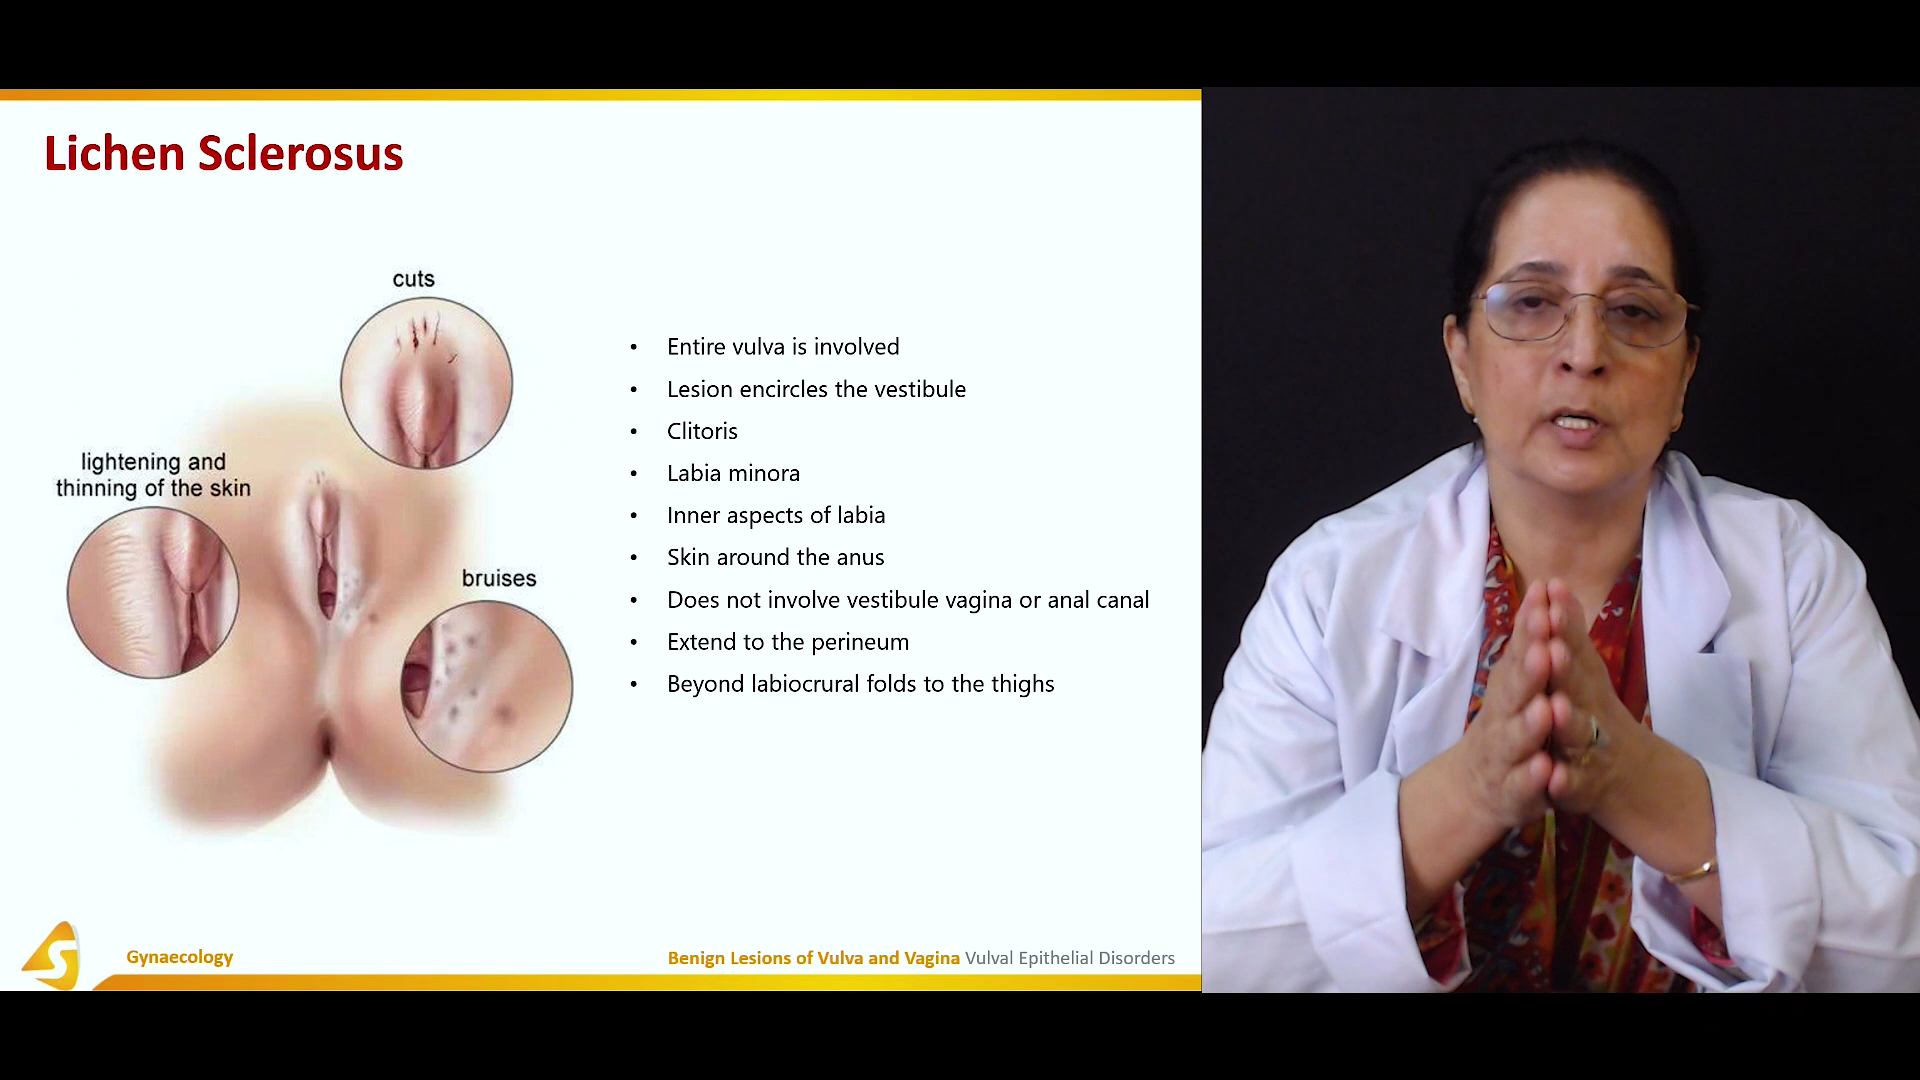 Lichen Sclerosus
cuts
lightening and
thinning of the skin
bruises
• Entire vulva is involved
• Lesion encircles the vestibule
• Clitoris
• Labia minora
• Inner aspects of labia
• Skin around the anus
• Does not involve vestibule vagina or anal canal
• Extend to the perineum
• Beyond labiocrural folds to the thighs
S
Gynaecology
Benign Lesions of Vulva and Vagina Vulval Epithelial Disorders